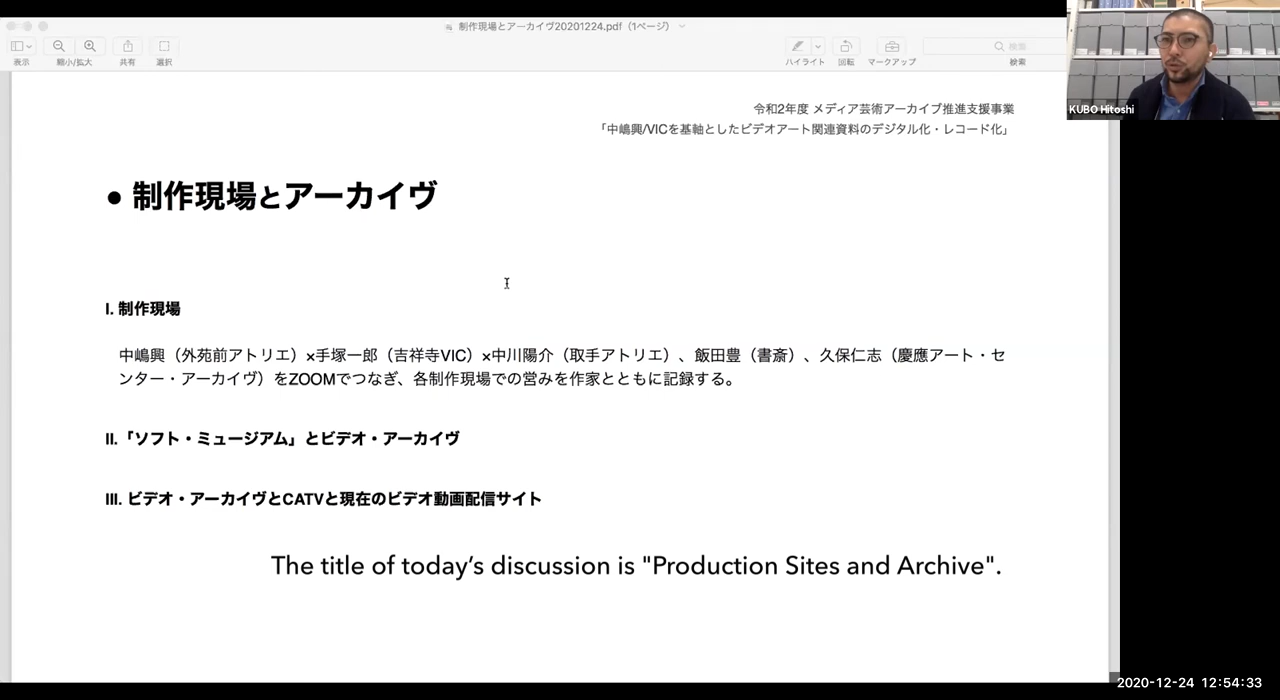 制作現場とアーカイヴ20201224.pdf（1ページ）
表示
縮小/拡大
共有
選択
ハイライト
回転
マークアップ
検索
検索
KUBO Hitoshi
令和2年度 メディア芸術アーカイブ推進支援事業
「中嶋興/VICを基軸としたビデオアート関連資料のデジタル化・レコード化」
● 制作現場とアーカイヴ
I. 制作現場
中嶋興（外苑前アトリエ）×手塚一郎（吉祥寺VIC）×中川陽介（取手アトリエ）、飯田豊（書斎）、久保仁志（慶應アート・セ
ンター・アーカイヴ）をZOOMでつなぎ、各制作現場での営みを作家とともに記録する。
II.「ソフト・ミュージアム」とビデオ・アーカイヴ
III. ビデオ・アーカイヴとCATVと現在のビデオ動画配信サイト
The title of today’s discussion is "Production Sites and Archive".
2020-12-24 12:54:33